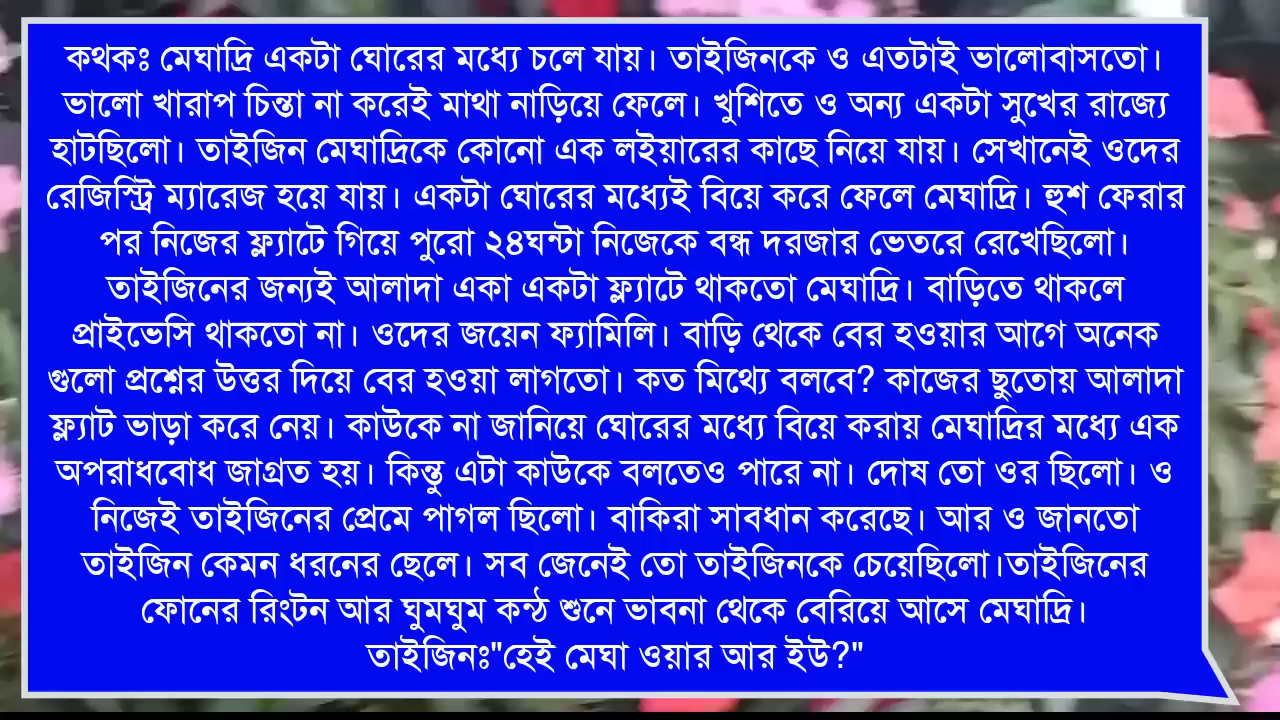 কথকঃ মেঘাদ্রি একটা ঘোরের মধ্যে চলে যায়। তাইজিনকে ও এতটাই ভালোবাসতো।
ভালো খারাপ চিন্তা না করেই মাথা নাড়িয়ে ফেলে। খুশিতে ও অন্য একটা সুখের রাজ্যে
হাটছিলো। তাইজিন মেঘাদ্রিকে কোনো এক লইয়ারের কাছে নিয়ে যায়। সেখানেই ওদের
রেজিস্ট্রি ম্যারেজ হয়ে যায়। একটা ঘোরের মধ্যেই বিয়ে করে ফেলে মেঘাদ্রি। হুশ ফেরার
পর নিজের ফ্ল্যাটে গিয়ে পুরো ২৪ঘন্টা নিজেকে বন্ধ দরজার ভেতরে রেখেছিলো।
তাইজিনের জন্যই আলাদা একা একটা ফ্ল্যাটে থাকতো মেঘাদ্রি। বাড়িতে থাকলে
প্রাইভেসি থাকতো না। ওদের জয়েন ফ্যামিলি। বাড়ি থেকে বের হওয়ার আগে অনেক
গুলো প্রশ্নের উত্তর দিয়ে বের হওয়া লাগতো। কত মিথ্যে বলবে? কাজের ছুতোয় আলাদা
ফ্ল্যাট ভাড়া করে নেয়। কাউকে না জানিয়ে ঘোরের মধ্যে বিয়ে করায় মেঘাদ্রির মধ্যে এক
অপরাধবোধ জাগ্রত হয়। কিন্তু এটা কাউকে বলতেও পারে না। দোষ তো ওর ছিলো। ও
নিজেই তাইজিনের প্রেমে পাগল ছিলো। বাকিরা সাবধান করেছে। আর ও জানতো
তাইজিন কেমন ধরনের ছেলে। সব জেনেই তো তাইজিনকে চেয়েছিলো।তাইজিনের
ফোনের রিংটন আর ঘুমঘুম কন্ঠ শুনে ভাবনা থেকে বেরিয়ে আসে মেঘাদ্রি।
তাইজিনঃ"হেই মেঘা ওয়ার আর ইউ?"